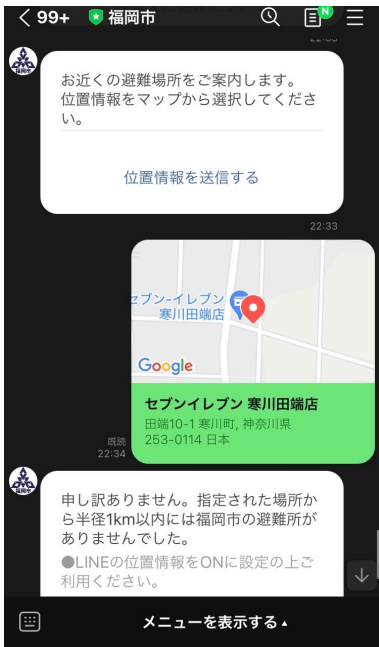 99+ 福岡市 N
お近くの避難場所をご案内します。
位置情報をマップから選択してくださ
い。
位置情報を送信する
22:33
セブン-イレブン
寒川田端店
Google
セブンイレブン 寒川田端店
田端10-1 寒川町, 神奈川県
253-0114 日本
既読
22:34
申し訳ありません。指定された場所か
ら半径1km以内には福岡市の避難所が
ありませんでした。
●LINEの位置情報をONに設定の上ご
利用ください。
メニューを表示する▲